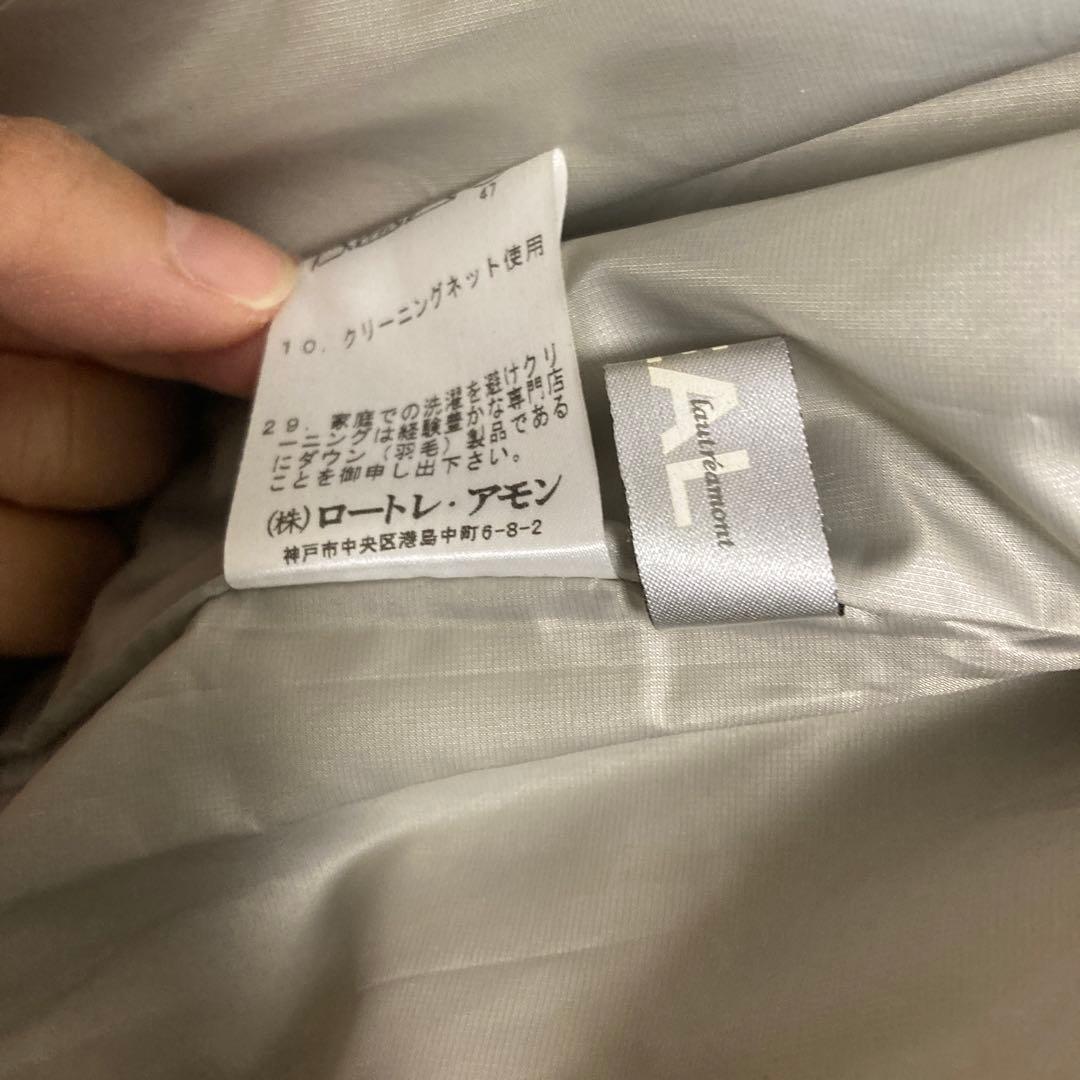 47
10. クリーニングネット使用
29. 家庭での洗濯を避けクリ
ーニングは経験豊かな専門店
にダウン（羽毛）製品である
ことを御申し出下さい。
(株)ロートレ・アモン
神戸市中央区港島中町6-8-2
AL
lautréamont